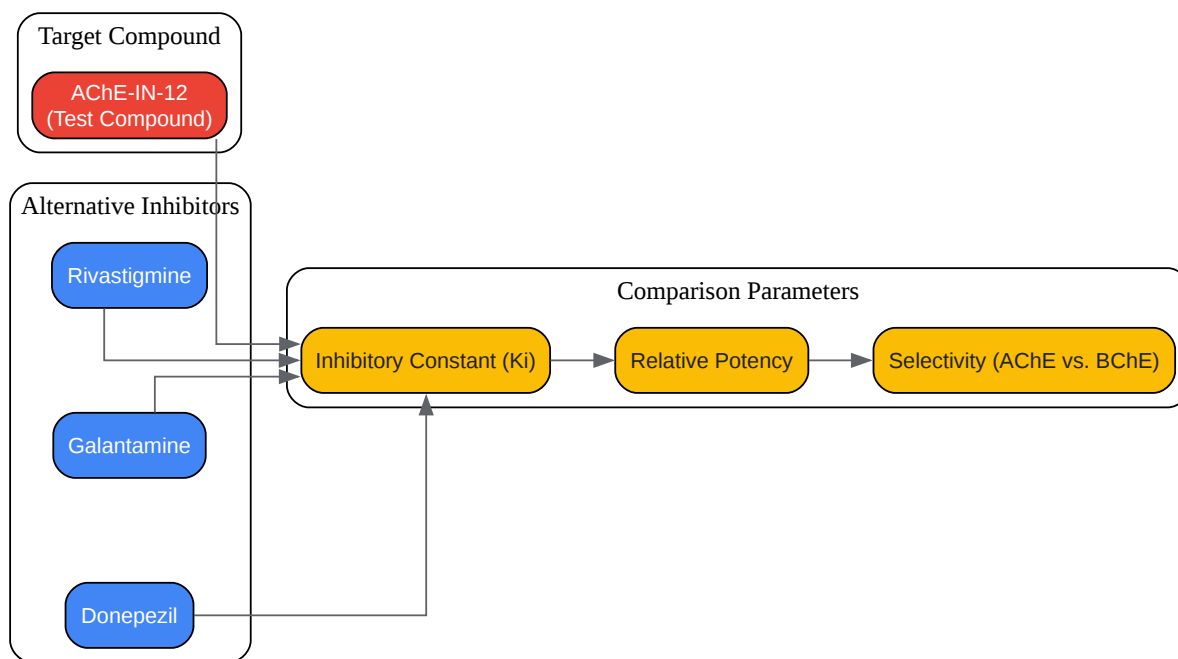 Target Compound
AChE-IN-12
(Test Compound)
Alternative Inhibitors
Rivastigmine
Galantamine
Donepezil
Comparison Parameters
Inhibitory Constant (Ki)
Relative Potency
Selectivity (AChE vs. BChE)